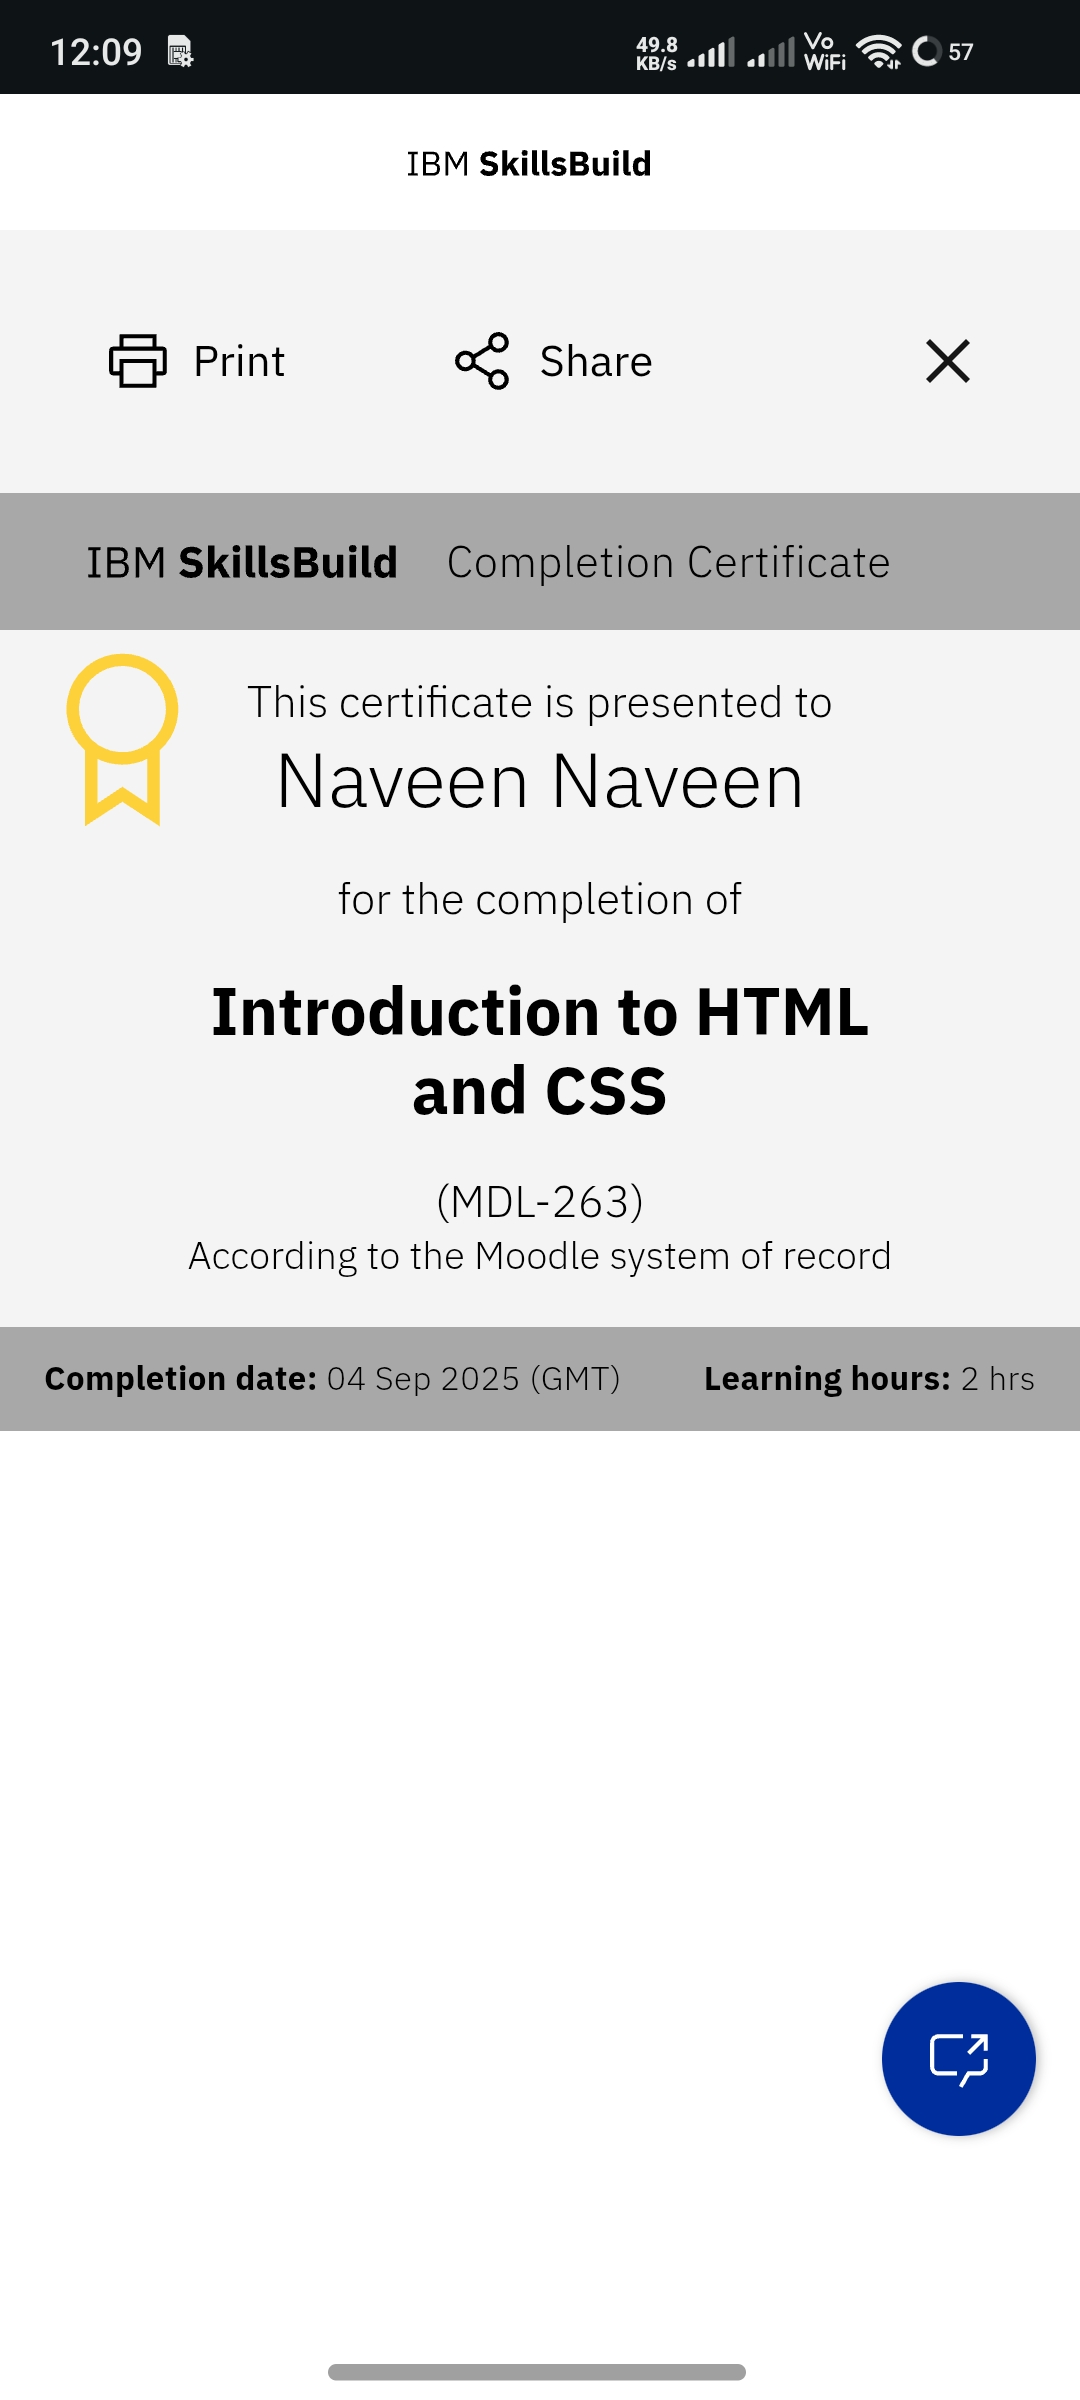 12:09
49.8
KB/s
Vo
WiFi
57
IBM SkillsBuild
Print
Share
IBM SkillsBuild Completion Certificate
This certificate is presented to
Naveen Naveen
for the completion of
Introduction to HTML
and CSS
(MDL-263)
According to the Moodle system of record
Completion date: 04 Sep 2025 (GMT) Learning hours: 2 hrs